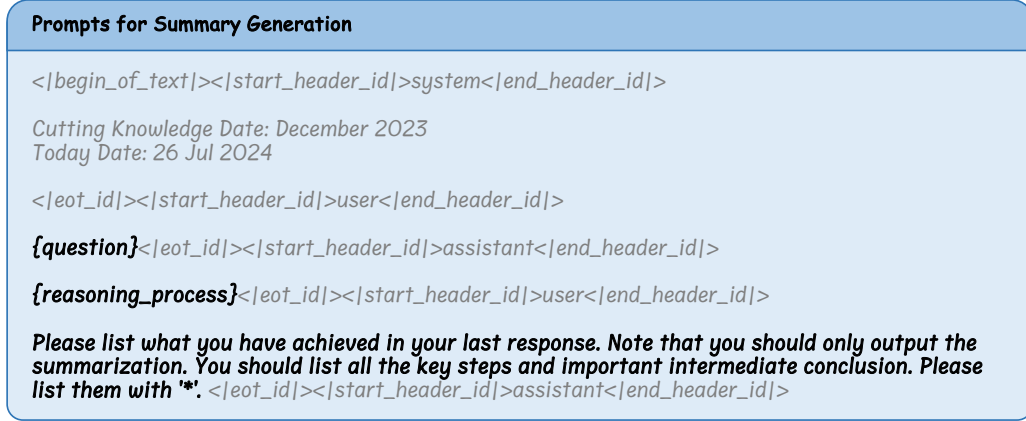 Prompts for Summary Generation
<|begin_of_text|><|start_header_id|>system<|end_header_id|>
Cutting Knowledge Date: December 2023
Today Date: 26 Jul 2024
<|eot_id|><|start_header_id|>user<|end_header_id|>
{question}<|eot_id|><|start_header_id|>assistant<|end_header_id|>
{reasoning_process}<|eot_id|><|start_header_id|>user<|end_header_id|>
Please list what you have achieved in your last response. Note that you should only output the
summarization. You should list all the key steps and important intermediate conclusion. Please
list them with '*'. <|eot_id|><|start_header_id|>assistant<|end_header_id|>